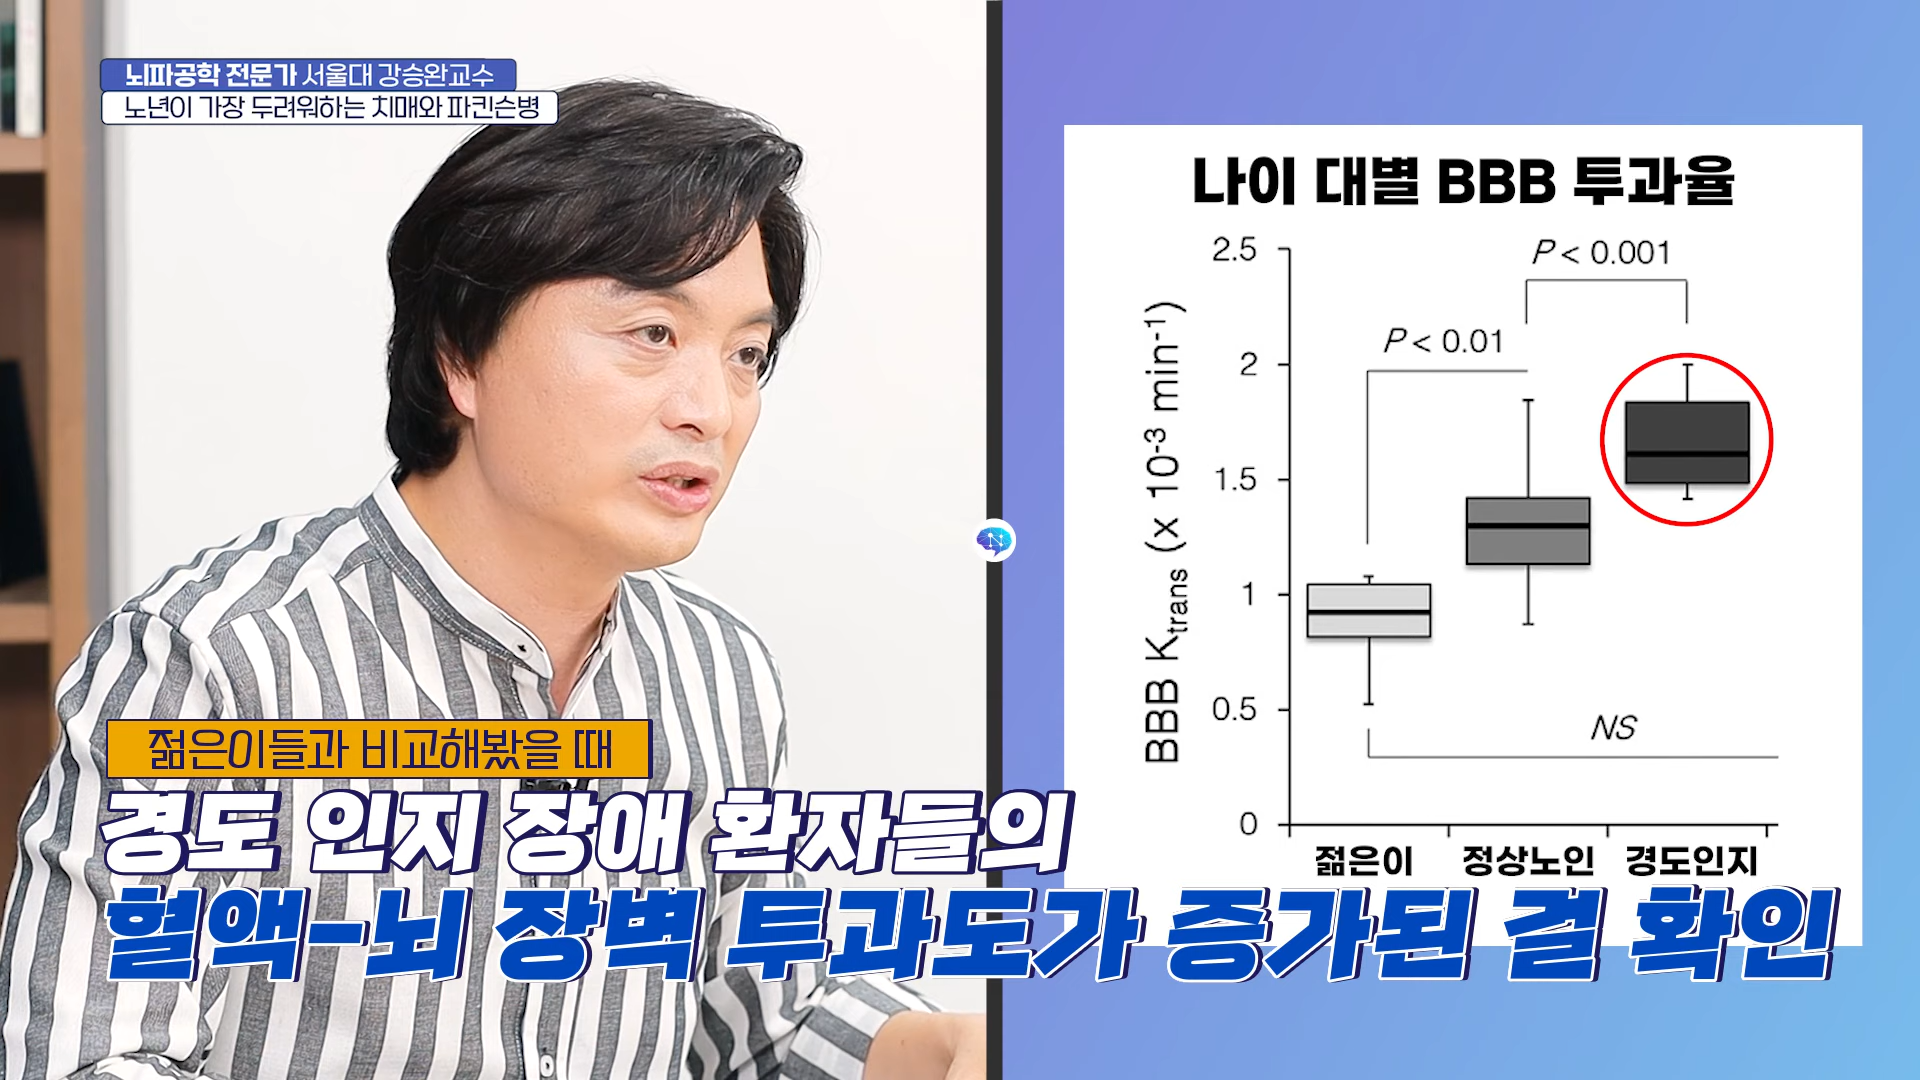 뇌파공학 전문가 서울대 강승완교수
노년이 가장 두려워하는 치매와 파킨슨병
나이 대별 BBB 투과율
2.5
2
1.5
1
0.5
0
BBB Ktrans (x 10-3 min-1)
P < 0.001
P < 0.01
NS
젊은이 정상노인 경도인지
젊은이들과 비교해봤을 때
경도 인지 장애 환자들의
혈액-뇌 장벽 투과도가 증가된 걸 확인